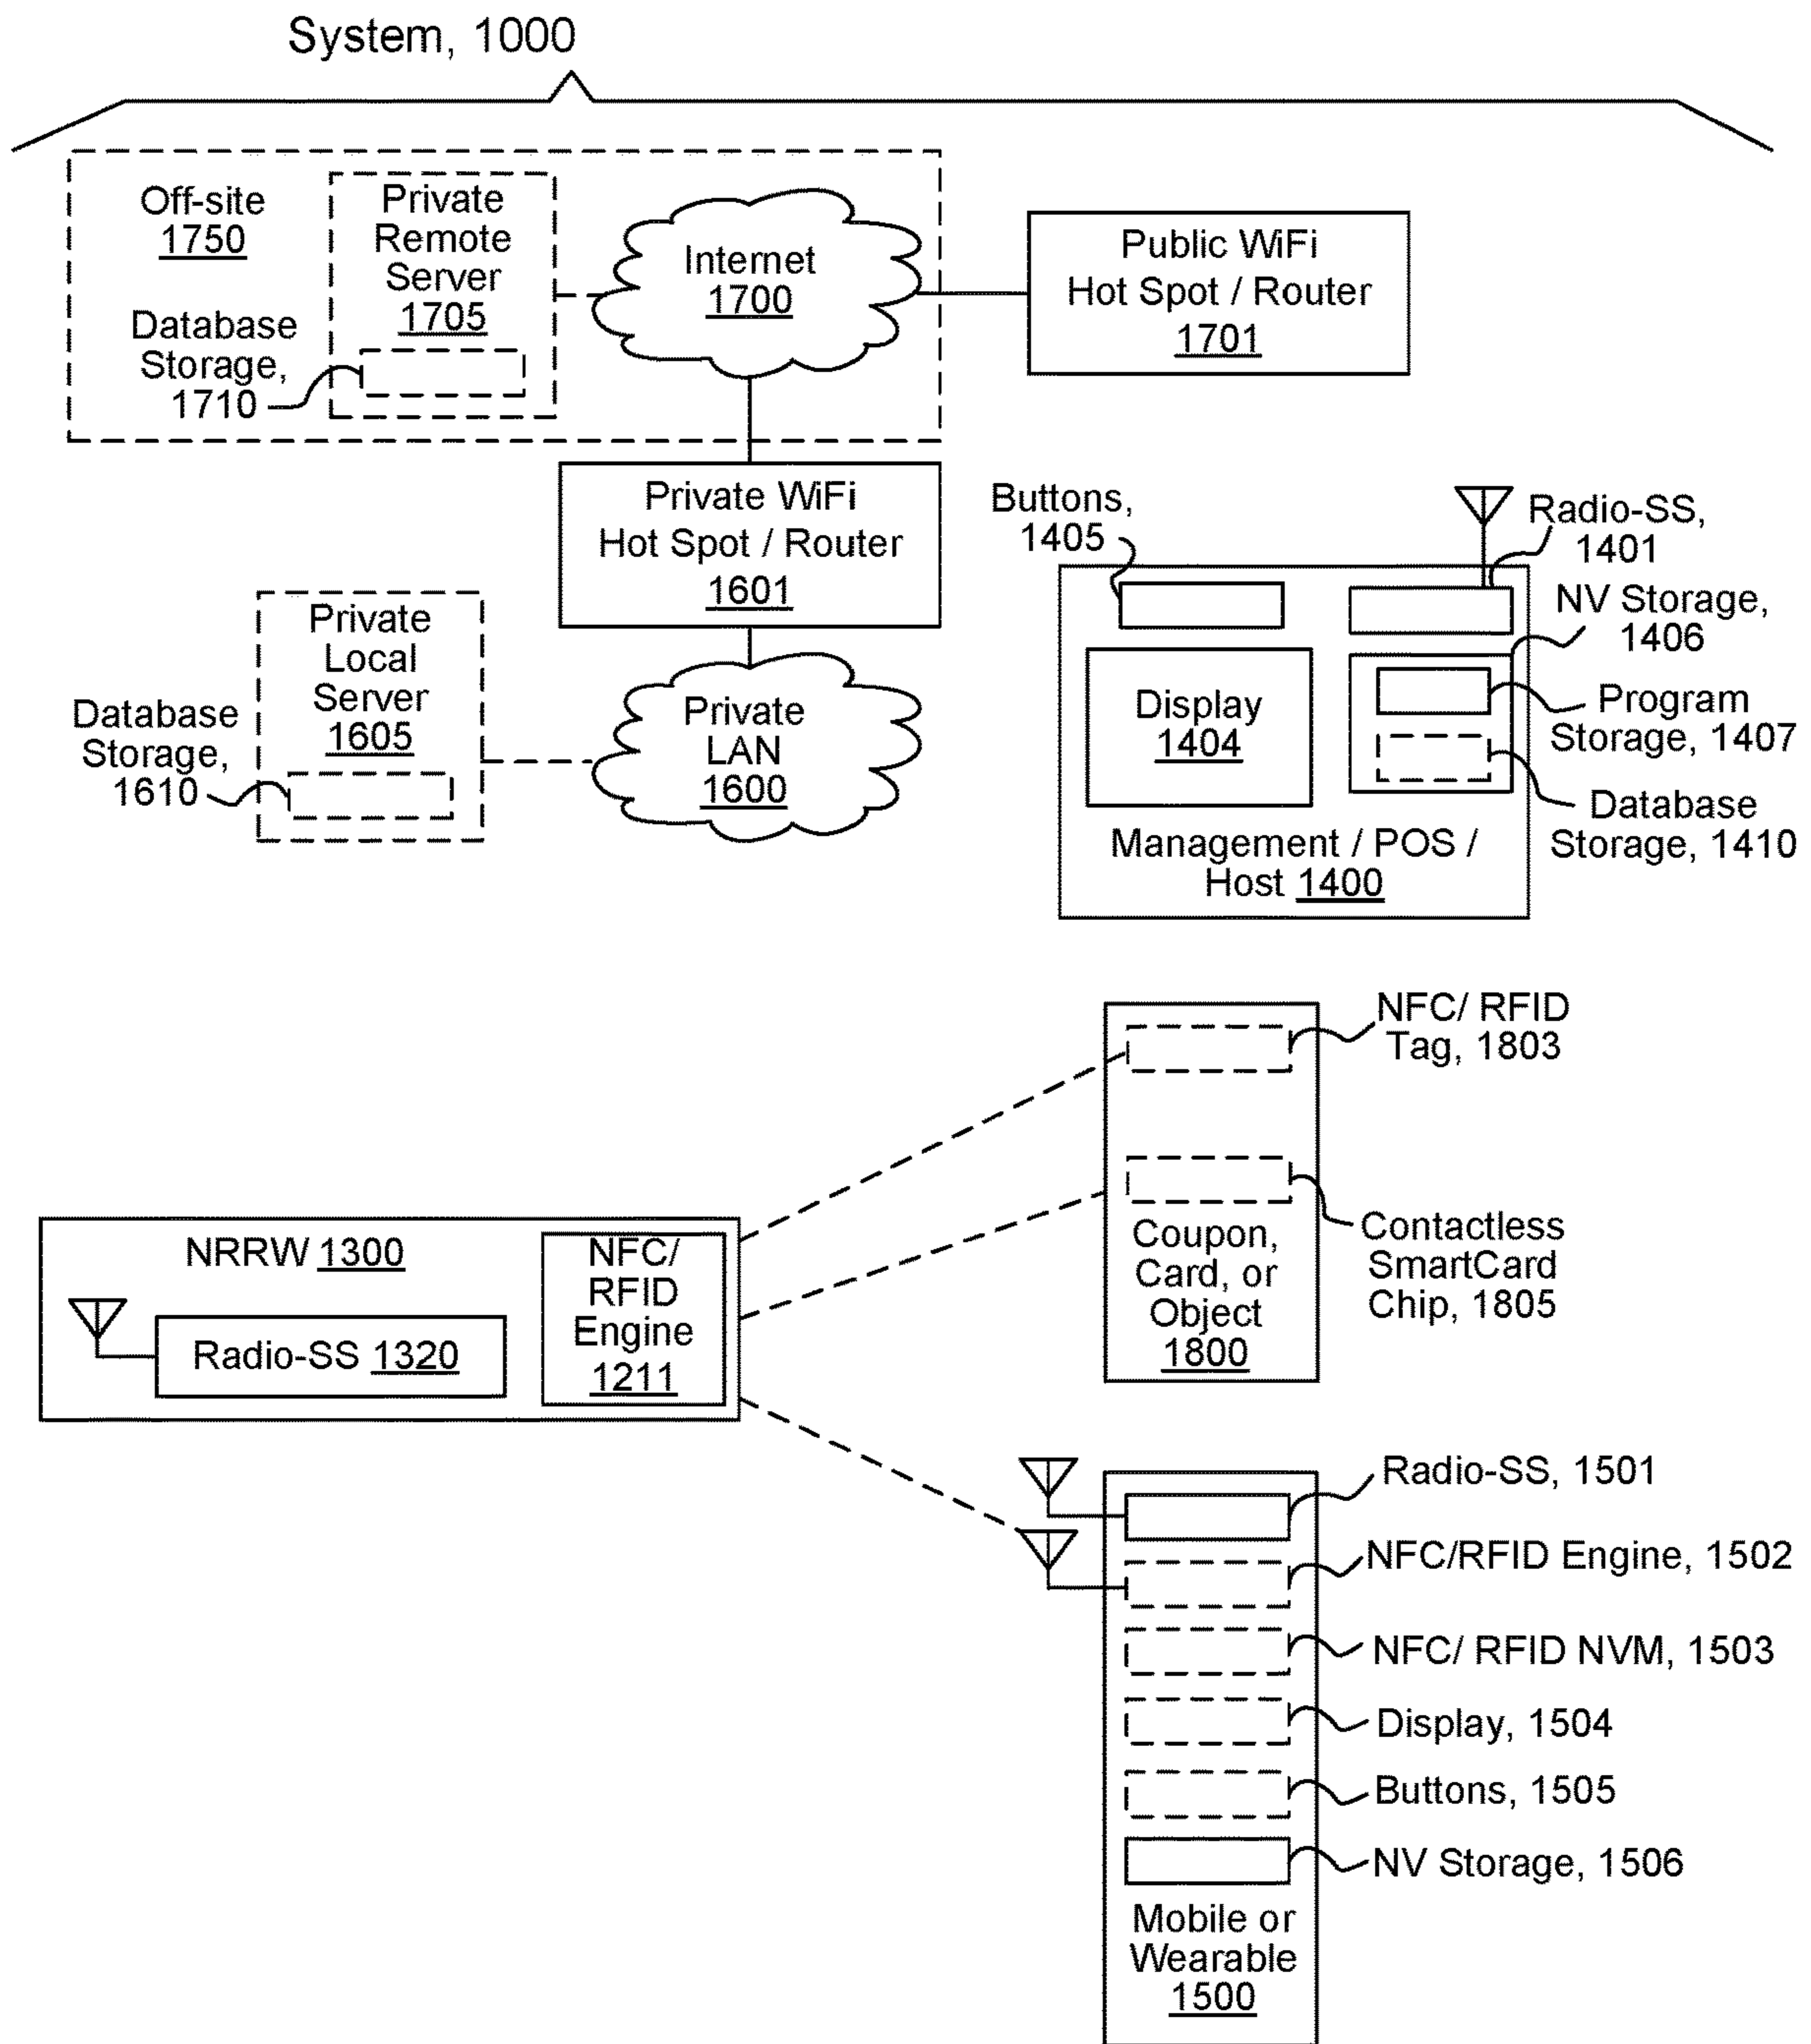 System, 1000
Off-site
1750
Private
Remote
Server
1705
Database
Storage,
1710
Internet
1700
Public WiFi
Hot Spot / Router
1701
Private WiFi
Hot Spot / Router
1601
Private
Local
Server
1605
Database
Storage,
1610
Private
LAN
1600
Buttons,
1405
Radio-SS,
1401
NV Storage,
1406
Display
1404
Program
Storage, 1407
Database
Storage, 1410
Management / POS /
Host 1400
NFC/ RFID
Tag, 1803
Contactless
SmartCard
Chip, 1805
Coupon,
Card, or
Object
1800
NRRW 1300
Radio-SS 1320
NFC/
RFID
Engine
1211
Radio-SS, 1501
NFC/RFID Engine, 1502
NFC/ RFID NVM, 1503
Display, 1504
Buttons, 1505
NV Storage, 1506
Mobile or
Wearable
1500